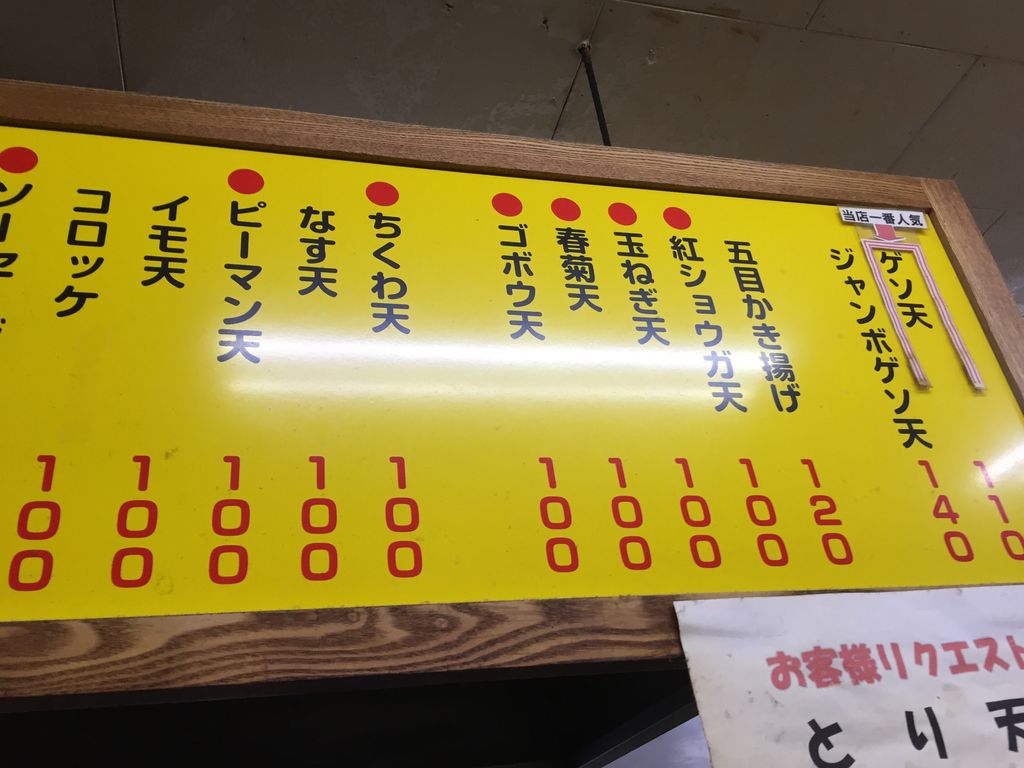 当店一番人気
ゲソ天 110
ジャンボゲソ天 140
五目かき揚げ 120
紅ショウガ天 100
玉ねぎ天 100
春菊天 100
ゴボウ天 100
ちくわ天 100
なす天 100
ピーマン天 100
イモ天 100
コロッケ 100
ソーセ
お客様リクエスト
とり天